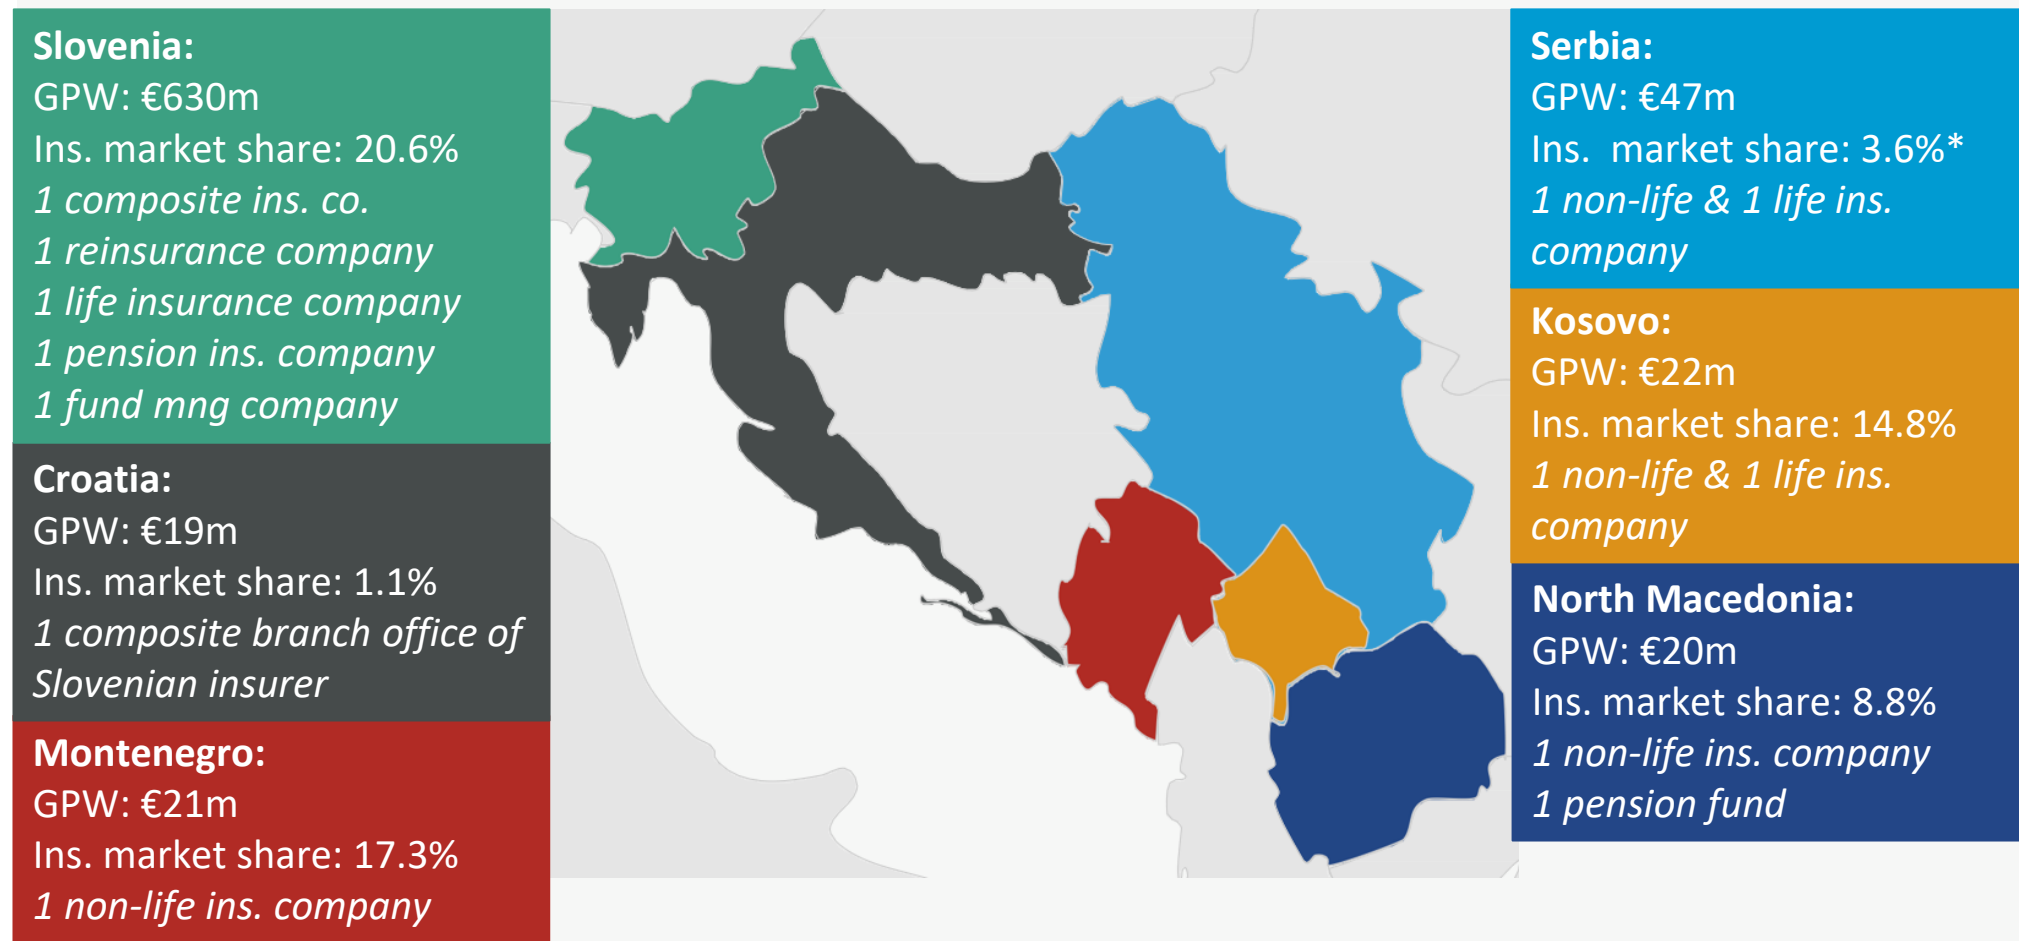 Slovenia:
GPW: €630m
Ins. market share: 20.6%
1 composite ins. co.
1 reinsurance company
1 life insurance company
1 pension ins. company
1 fund mng company
Croatia:
GPW: €19m
Ins. market share: 1.1%
1 composite branch office of
Slovenian insurer
Montenegro:
GPW: €21m
Ins. market share: 17.3%
1 non-life ins. company
Serbia:
GPW: €47m
Ins.  market share: 3.6%*
1 non-life & 1 life ins.
company
Kosovo:
GPW: €22m
Ins. market share: 14.8%
1 non-life & 1 life ins.
company
North Macedonia:
GPW: €20m
Ins. market share: 8.8%
1 non-life ins. company
1 pension fund